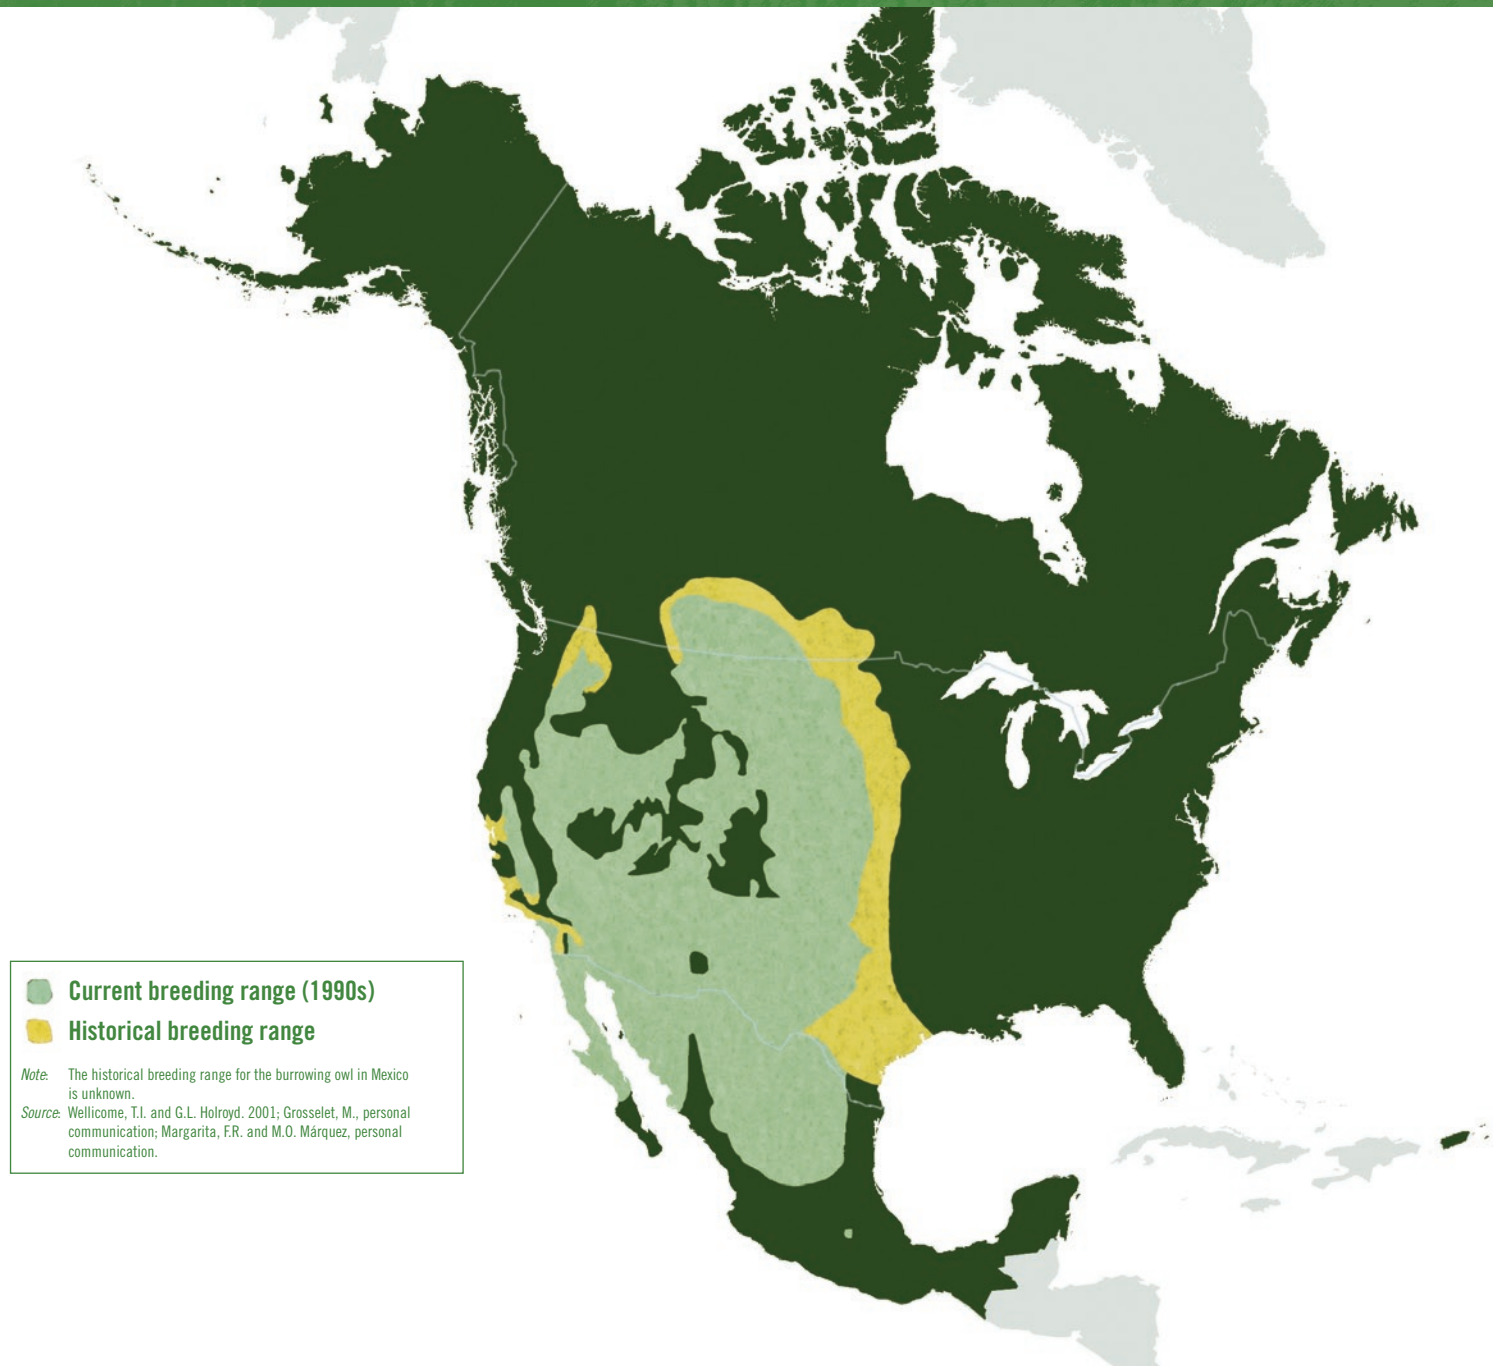 Current breeding range (1990s)
Historical breeding range
Note: The historical breeding range for the burrowing owl in Mexico
is unknown.
Source: Wellicome, T.I. and G.L. Holroyd. 2001; Grosselet, M., personal
communication; Margarita, F.R. and M.O. Márquez, personal
communication.